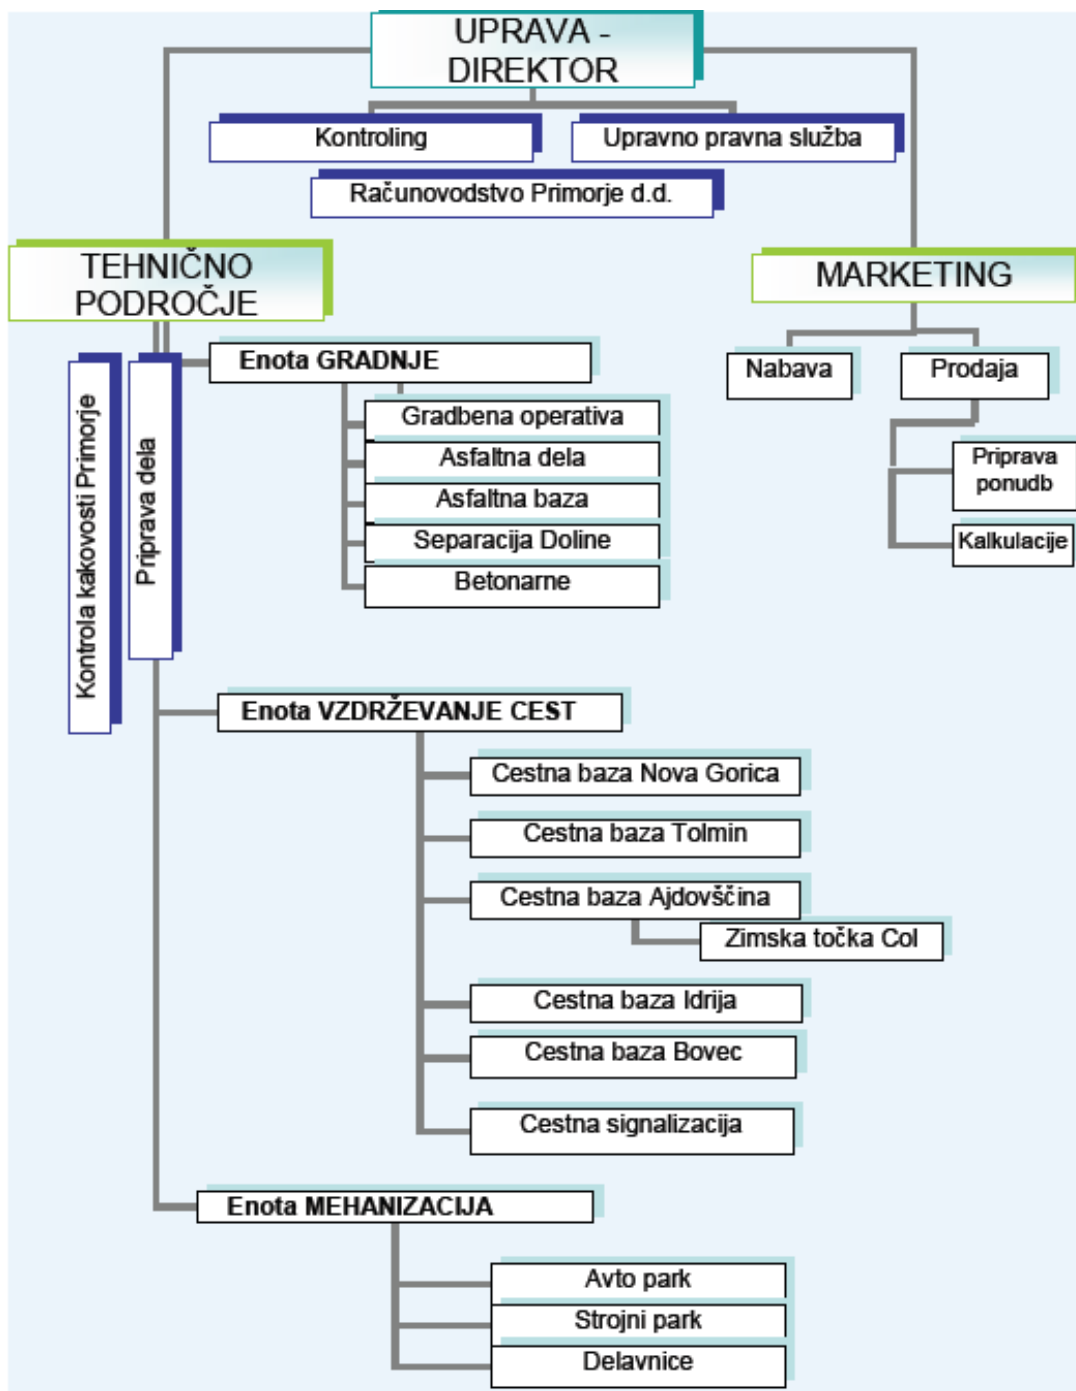 UPRAVA -
DIREKTOR
Kontroling
Upravno pravna služba
Računovodstvo Primorje d.d.
TEHNIČNO
PODROČJE
MARKETING
Kontrola kakovosti Primorje
Priprava dela
Enota GRADNJE
Gradbena operativa
Asfaltna dela
Asfaltna baza
Separacija Doline
Betonarne
Nabava
Prodaja
Priprava
ponudb
Kalkulacije
Enota VZDRŽEVANJE CEST
Cestna baza Nova Gorica
Cestna baza Tolmin
Cestna baza Ajdovščina
Zimska točka Col
Cestna baza Idrija
Cestna baza Bovec
Cestna signalizacija
Enota MEHANIZACIJA
Avto park
Strojni park
Delavnice